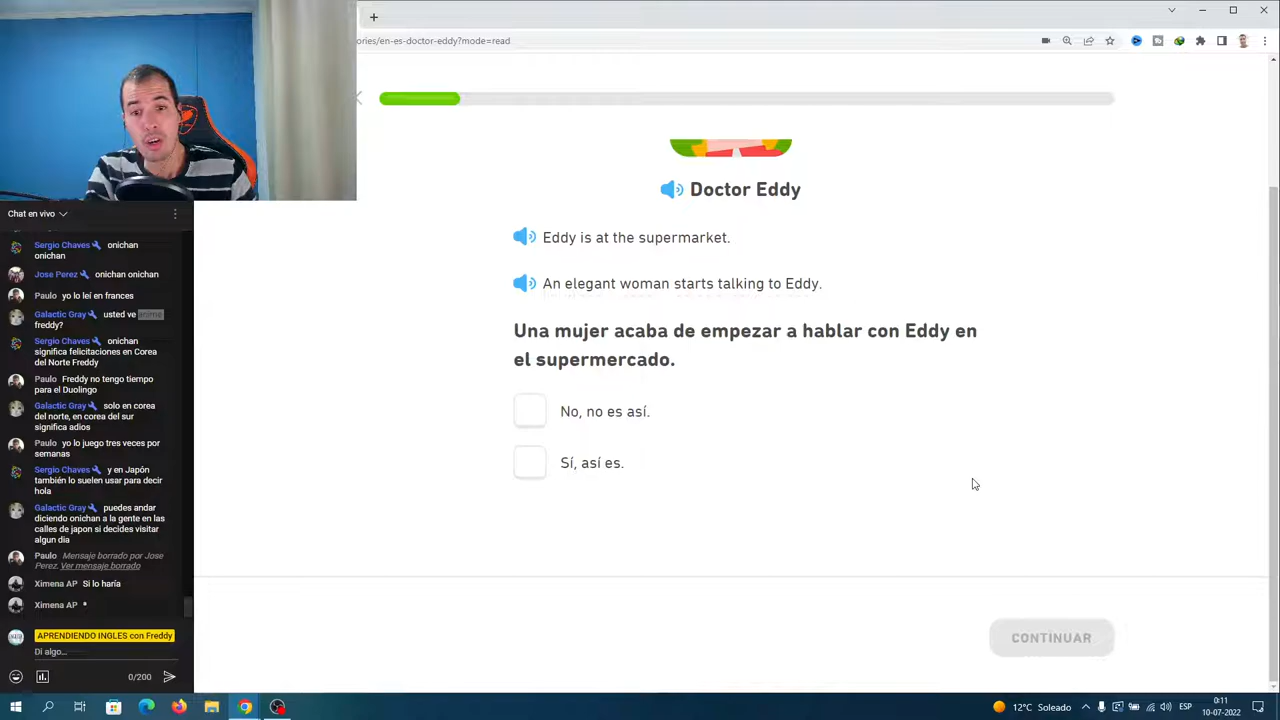 ories/en-es-doctor-eddy?mode=read
Chat en vivo
Sergio Chaves onichan
onichan
Jose Perez onichan onichan
Paulo yo lo leí en frances
Galactic Gray usted ve anime
freddy?
Sergio Chaves onichan
significa felicitaciones en Corea
del Norte Freddy
Paulo Freddy no tengo tiempo
para el Duolingo
Galactic Gray solo en corea
del norte, en corea del sur
significa adios
Paulo yo lo juego tres veces por
semanas
Sergio Chaves y en Japón
también lo suelen usar para decir
hola
Galactic Gray puedes andar
diciendo onichan a la gente en las
calles de japon si decides visitar
algun dia
Paulo Mensaje borrado por Jose
Perez. Ver mensaje borrado
Ximena AP Si lo haría
Ximena AP *
APRENDIENDO INGLES con Freddy
Di algo...
0/200
Doctor Eddy
Eddy is at the supermarket.
An elegant woman starts talking to Eddy.
Una mujer acaba de empezar a hablar con Eddy en
el supermercado.
No, no es así.
Sí, así es.
CONTINUAR
12°C Soleado
ESP
0:11
10-07-2022